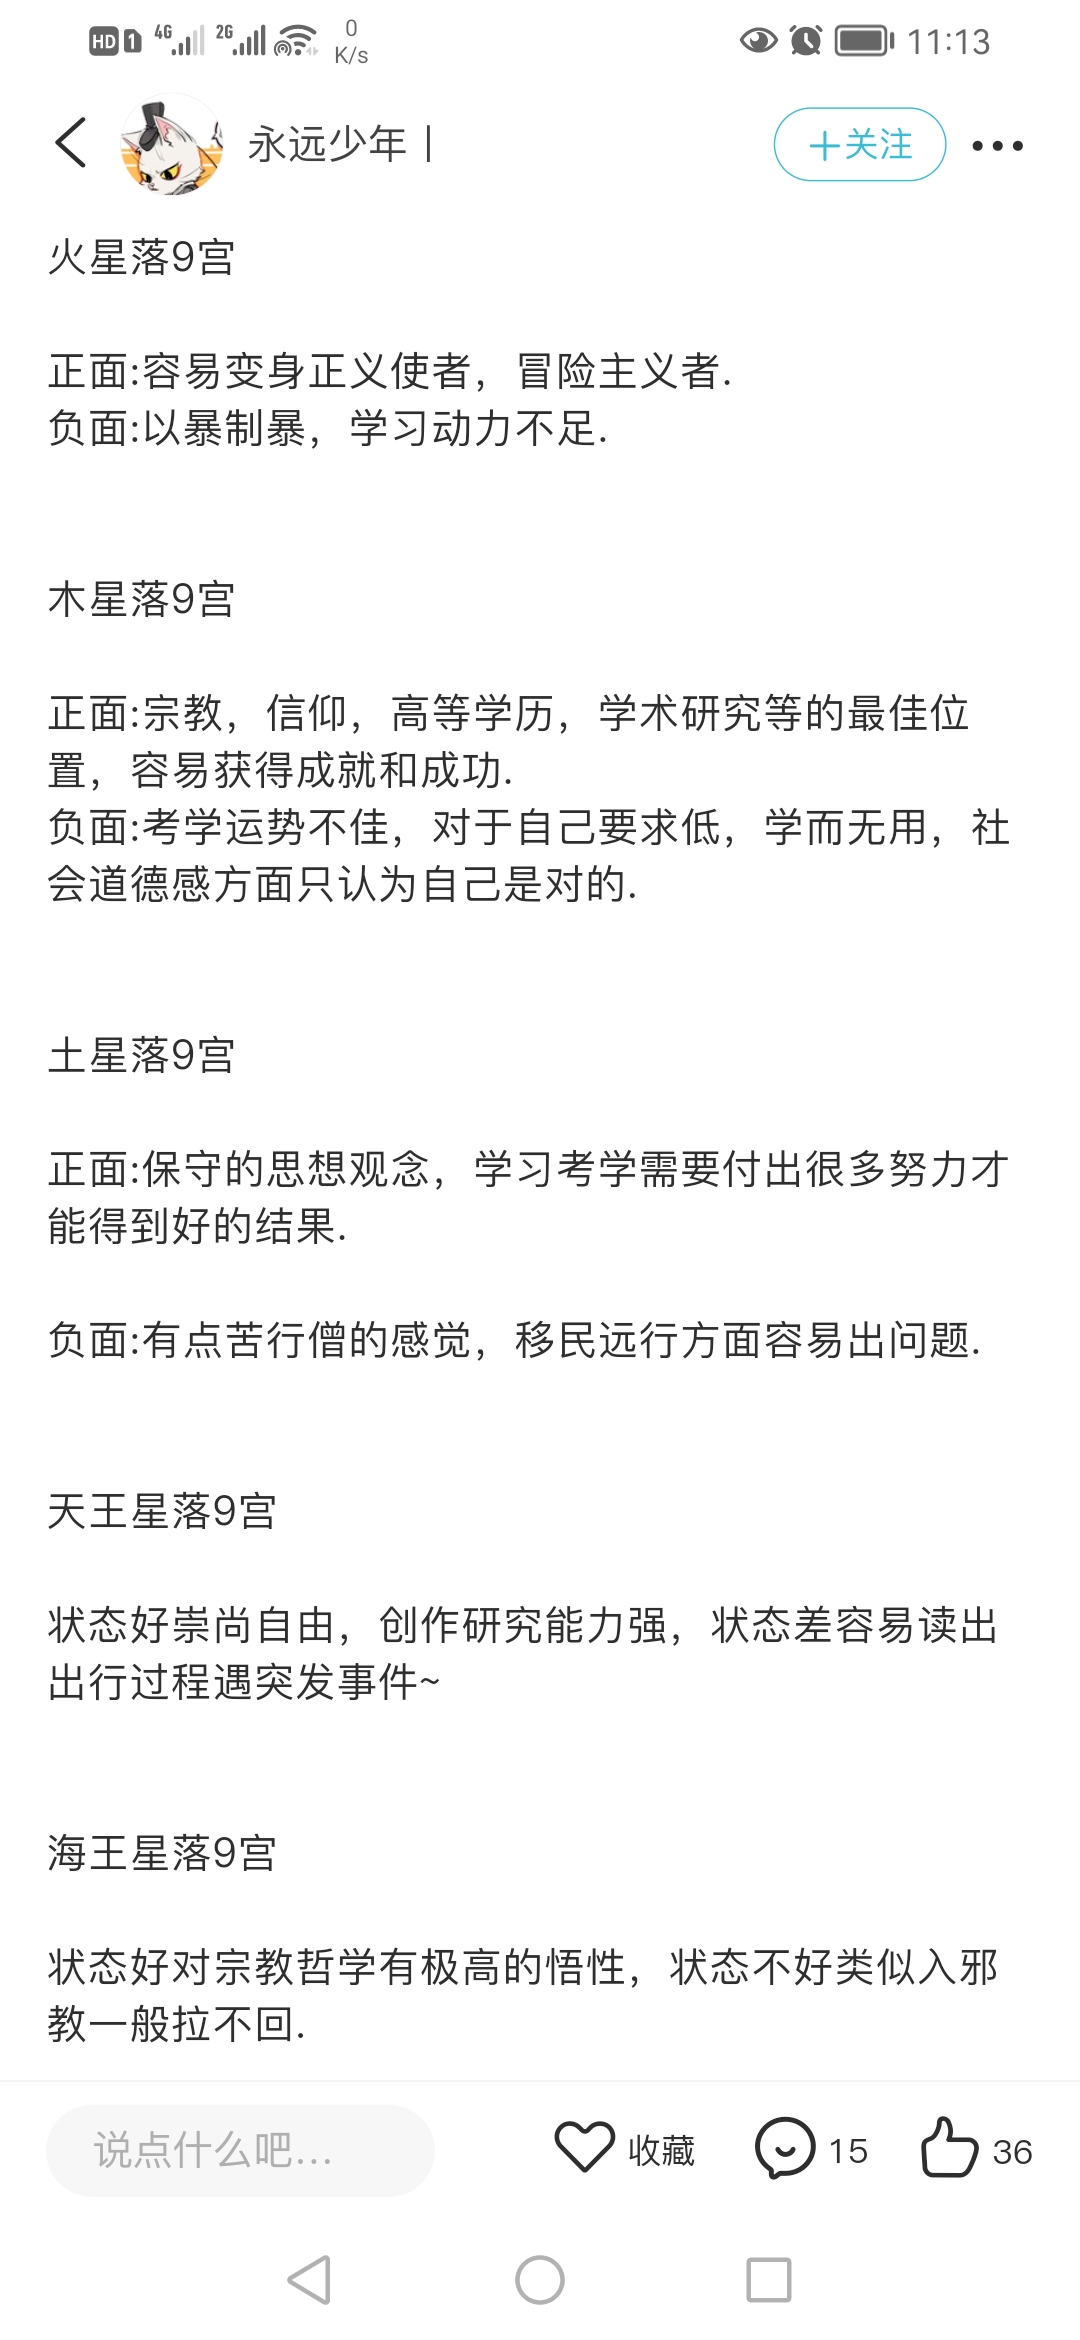 HD 1 4G 2G 0 K/s 11:13
永远少年丨
+关注
火星落9宫
正面:容易变身正义使者，冒险主义者.
负面:以暴制暴，学习动力不足.
木星落9宫
正面:宗教，信仰，高等学历，学术研究等的最佳位
置，容易获得成就和成功.
负面:考学运势不佳，对于自己要求低，学而无用，社
会道德感方面只认为自己是对的.
土星落9宫
正面:保守的思想观念，学习考学需要付出很多努力才
能得到好的结果.
负面:有点苦行僧的感觉，移民远行方面容易出问题.
天王星落9宫
状态好崇尚自由，创作研究能力强，状态差容易读出
出行过程遇突发事件~
海王星落9宫
状态好对宗教哲学有极高的悟性，状态不好类似入邪
教一般拉不回.
说点什么吧... 收藏 15 36